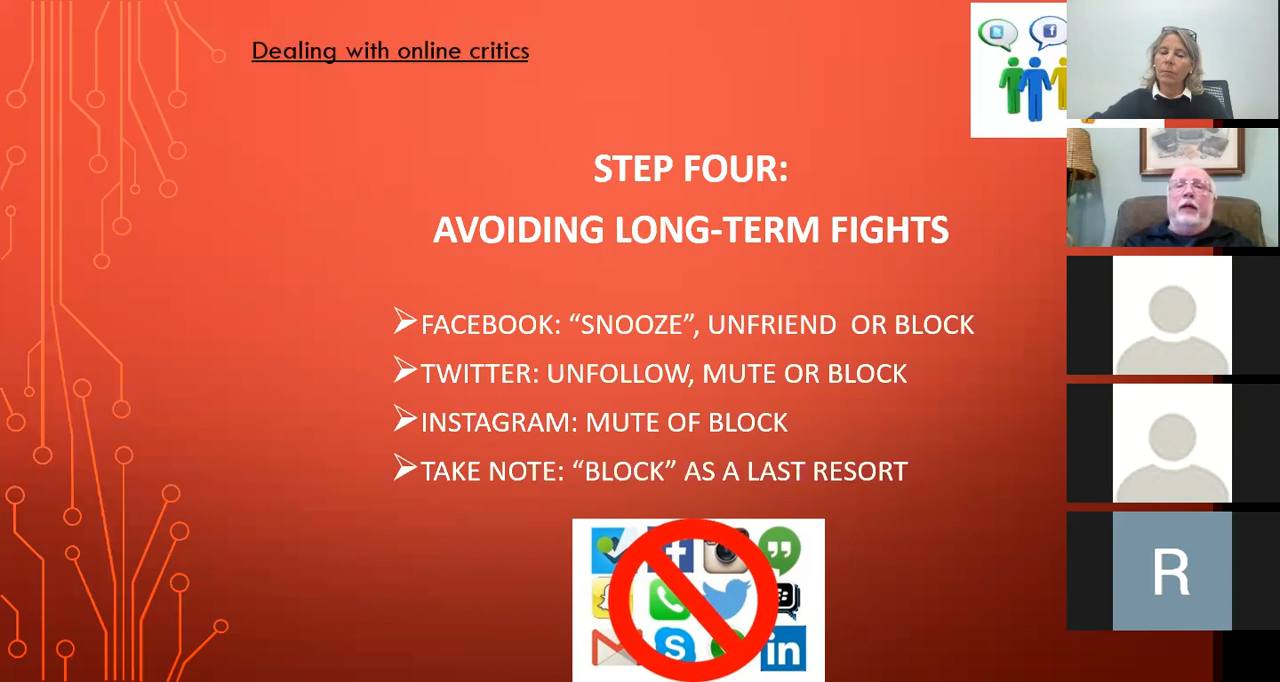 Dealing with online critics
STEP FOUR:
AVOIDING LONG-TERM FIGHTS
FACEBOOK: “SNOOZE”, UNFRIEND OR BLOCK
TWITTER: UNFOLLOW, MUTE OR BLOCK
INSTAGRAM: MUTE OF BLOCK
TAKE NOTE: “BLOCK” AS A LAST RESORT
R
in